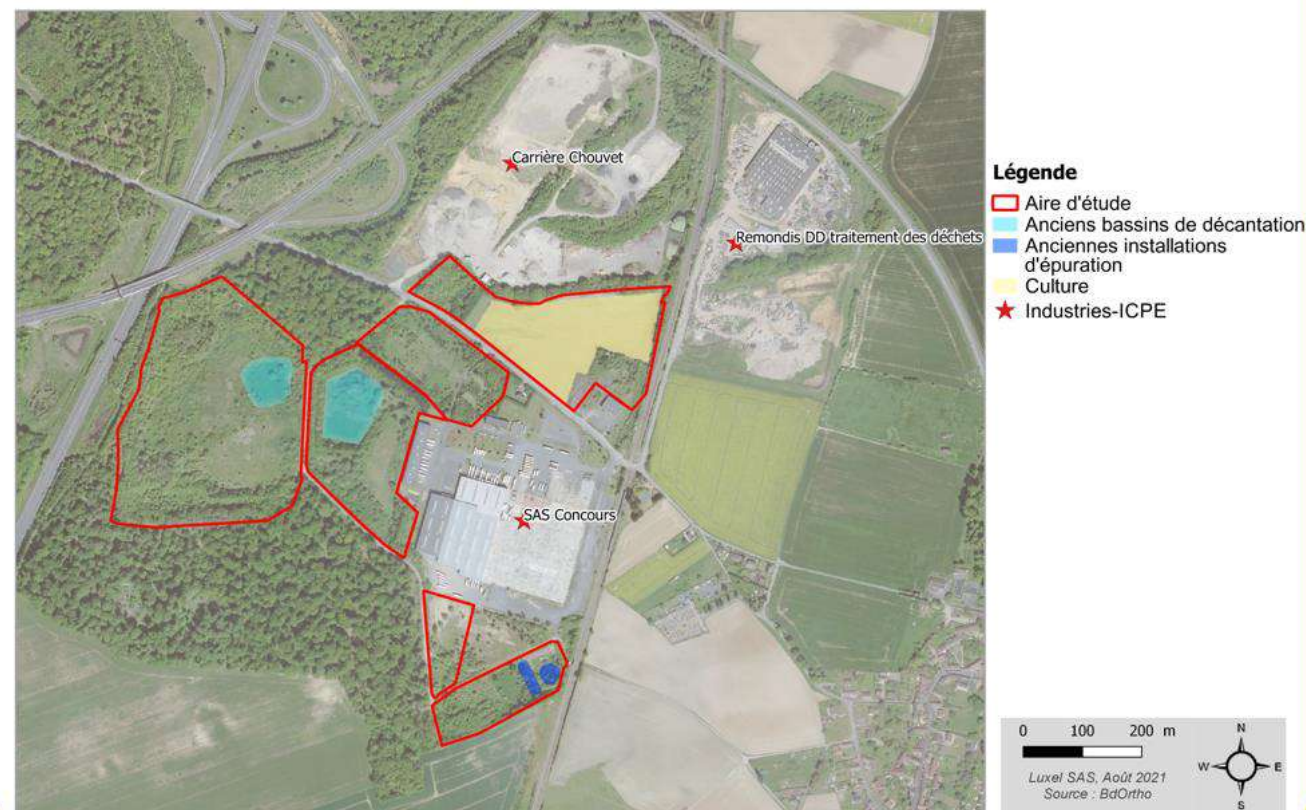 Carrière Chouvet
Remondis DD traitement des déchets
SAS Concours
Légende
Aire d'étude
Anciens bassins de décantation
Anciennes installations
d'épuration
Culture
Industries-ICPE
0 100 200 m
Luxel SAS, Août 2021
Source : BdOrtho
N
W E
S